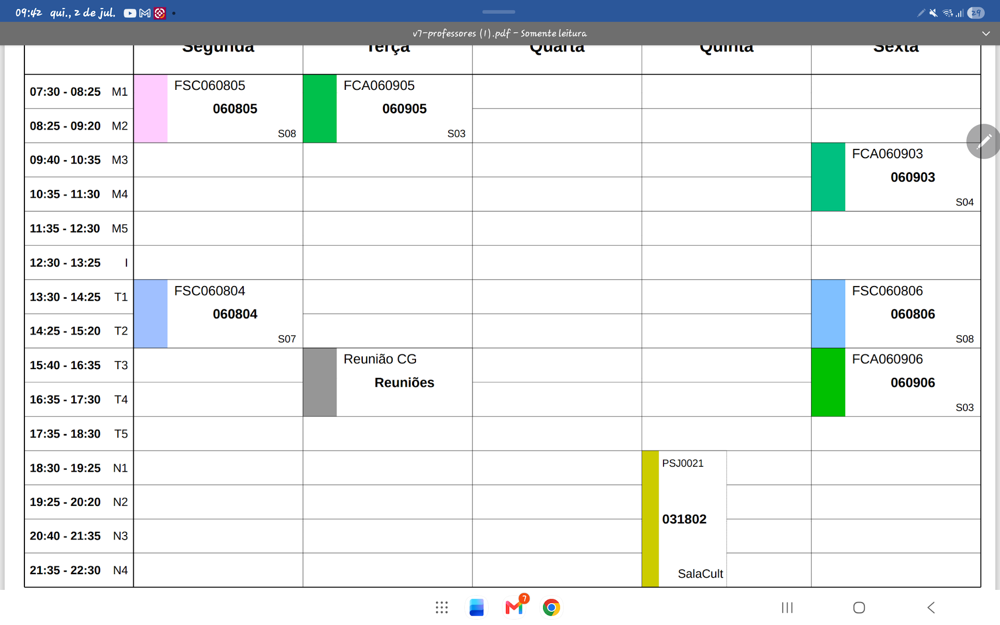 09:42 qui., 2 de jul.
29
v7-professores (1).pdf - Somente leitura
Segunda Terça Quarta Quinta Sexta
07:30 - 08:25 M1
FSC060805
060805
S08
FCA060905
060905
S03
08:25 - 09:20 M2
09:40 - 10:35 M3
FCA060903
060903
S04
10:35 - 11:30 M4
11:35 - 12:30 M5
12:30 - 13:25 I
13:30 - 14:25 T1
FSC060804
060804
S07
FSC060806
060806
S08
14:25 - 15:20 T2
15:40 - 16:35 T3
Reunião CG
Reuniões
FCA060906
060906
S03
16:35 - 17:30 T4
17:35 - 18:30 T5
18:30 - 19:25 N1
PSJ0021
031802
SalaCult
19:25 - 20:20 N2
20:40 - 21:35 N3
21:35 - 22:30 N4
7